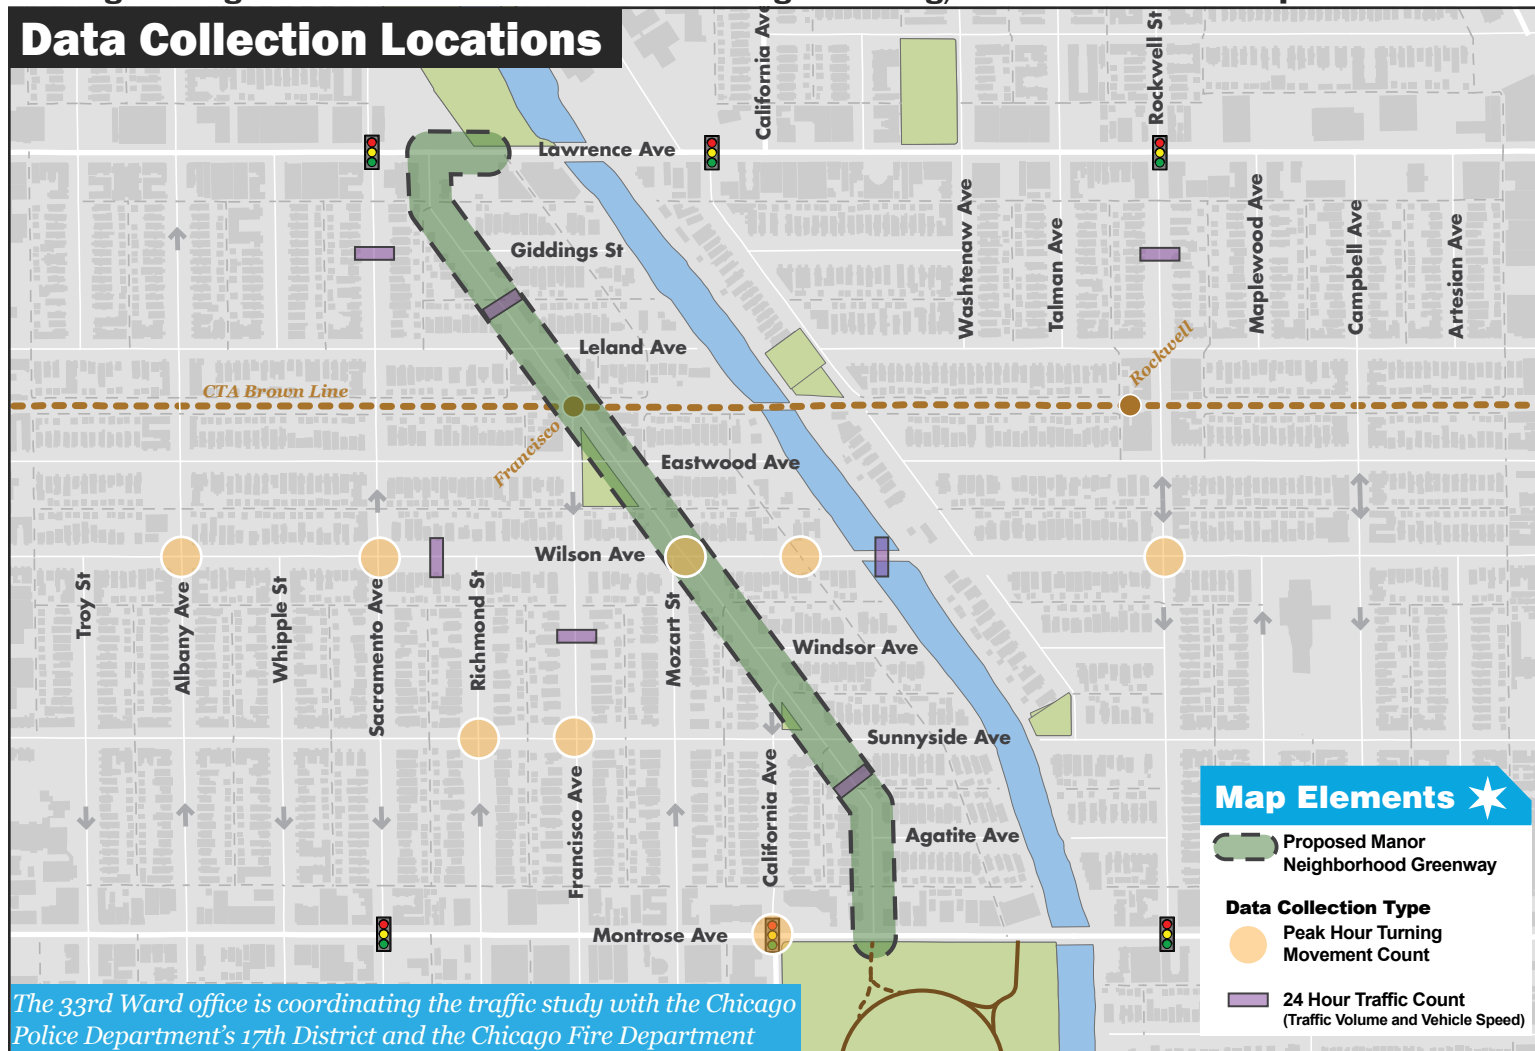 Data Collection Locations
California Ave
Rockwell St
Lawrence Ave
Giddings St
Washtenaw Ave
Talman Ave
Maplewood Ave
Campbell Ave
Artesian Ave
Leland Ave
Rockwell
CTA Brown Line
Francisco
Eastwood Ave
Wilson Ave
Troy St
Albany Ave
Whipple St
Sacramento Ave
Richmond St
Mozart St
Windsor Ave
Sunnyside Ave
Francisco Ave
California Ave
Agatite Ave
Montrose Ave
Map Elements
Proposed Manor
Neighborhood Greenway
Data Collection Type
Peak Hour Turning
Movement Count
24 Hour Traffic Count
(Traffic Volume and Vehicle Speed)
The 33rd Ward office is coordinating the traffic study with the Chicago
Police Department's 17th District and the Chicago Fire Department